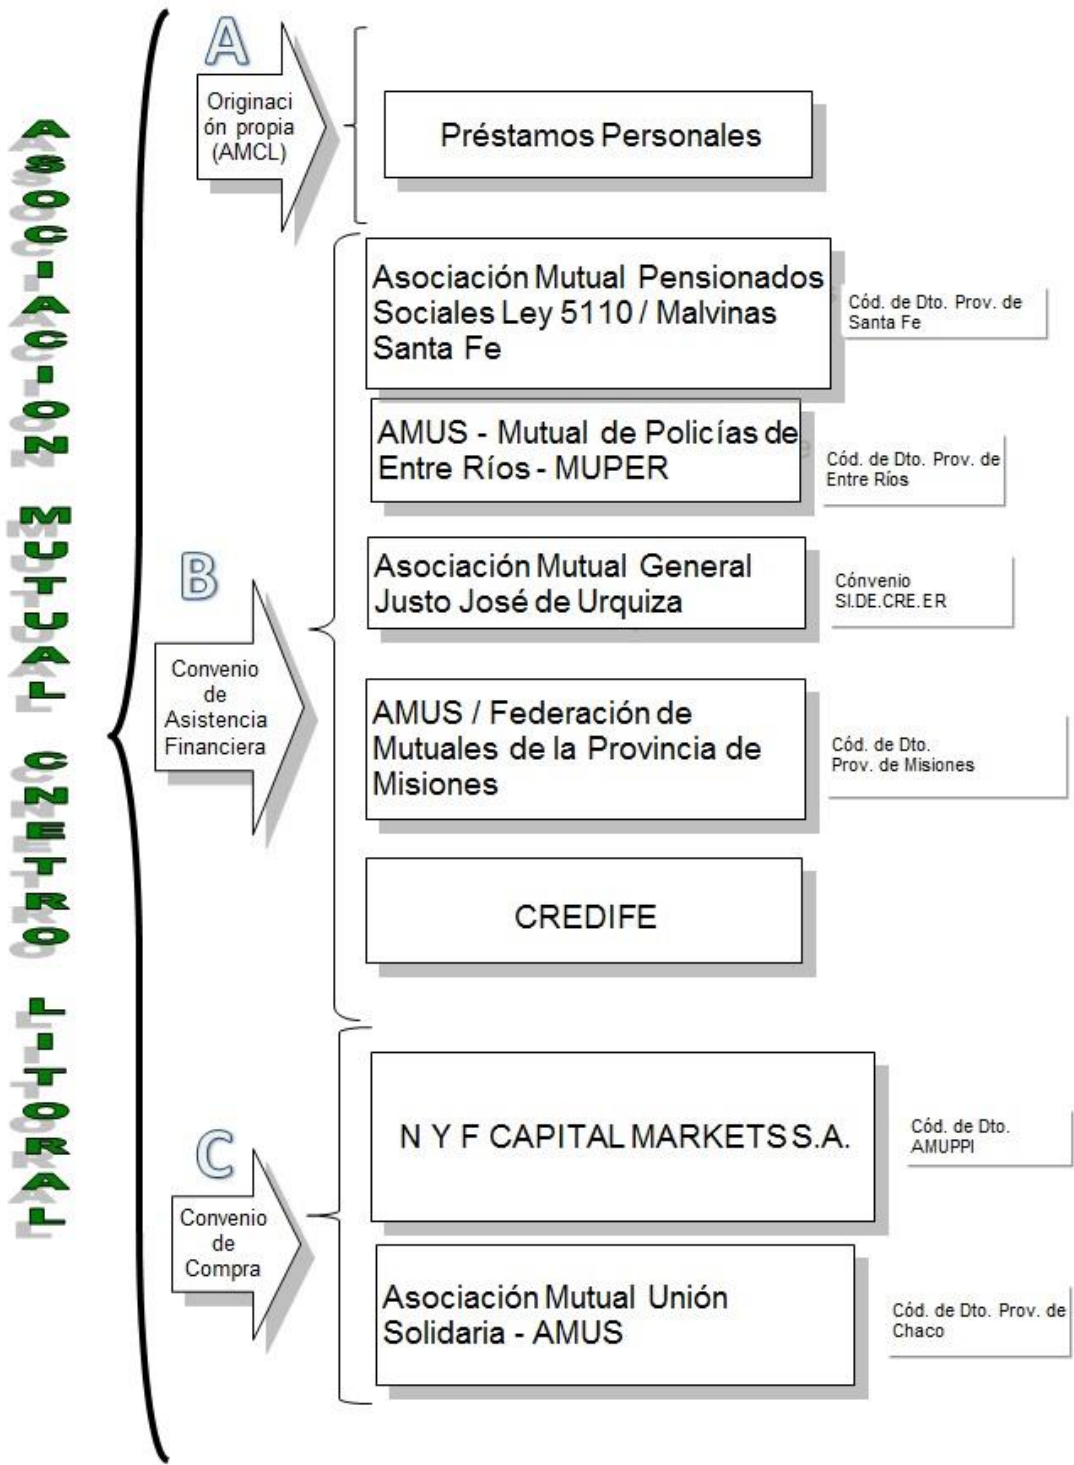 ASOCIACION MUTUAL CNETRO LITORAL
A
Originaci
ón propia
(AMCL)
Préstamos Personales
B
Convenio
de
Asistencia
Financiera
Asociación Mutual Pensionados
Sociales Ley 5110 / Malvinas
Santa Fe
Cód. de Dto. Prov. de
Santa Fe
AMUS - Mutual de Policías de
Entre Ríos - MUPER
Cód. de Dto. Prov. de
Entre Ríos
Asociación Mutual General
Justo José de Urquiza
Cónvenio
SI.DE.CRE.ER
AMUS / Federación de
Mutuales de la Provincia de
Misiones
Cód. de Dto.
Prov. de Misiones
CREDIFE
C
Convenio
de
Compra
N Y F CAPITAL MARKETS S.A.
Cód. de Dto.
AMUPPI
Asociación Mutual Unión
Solidaria - AMUS
Cód. de Dto. Prov. de
Chaco